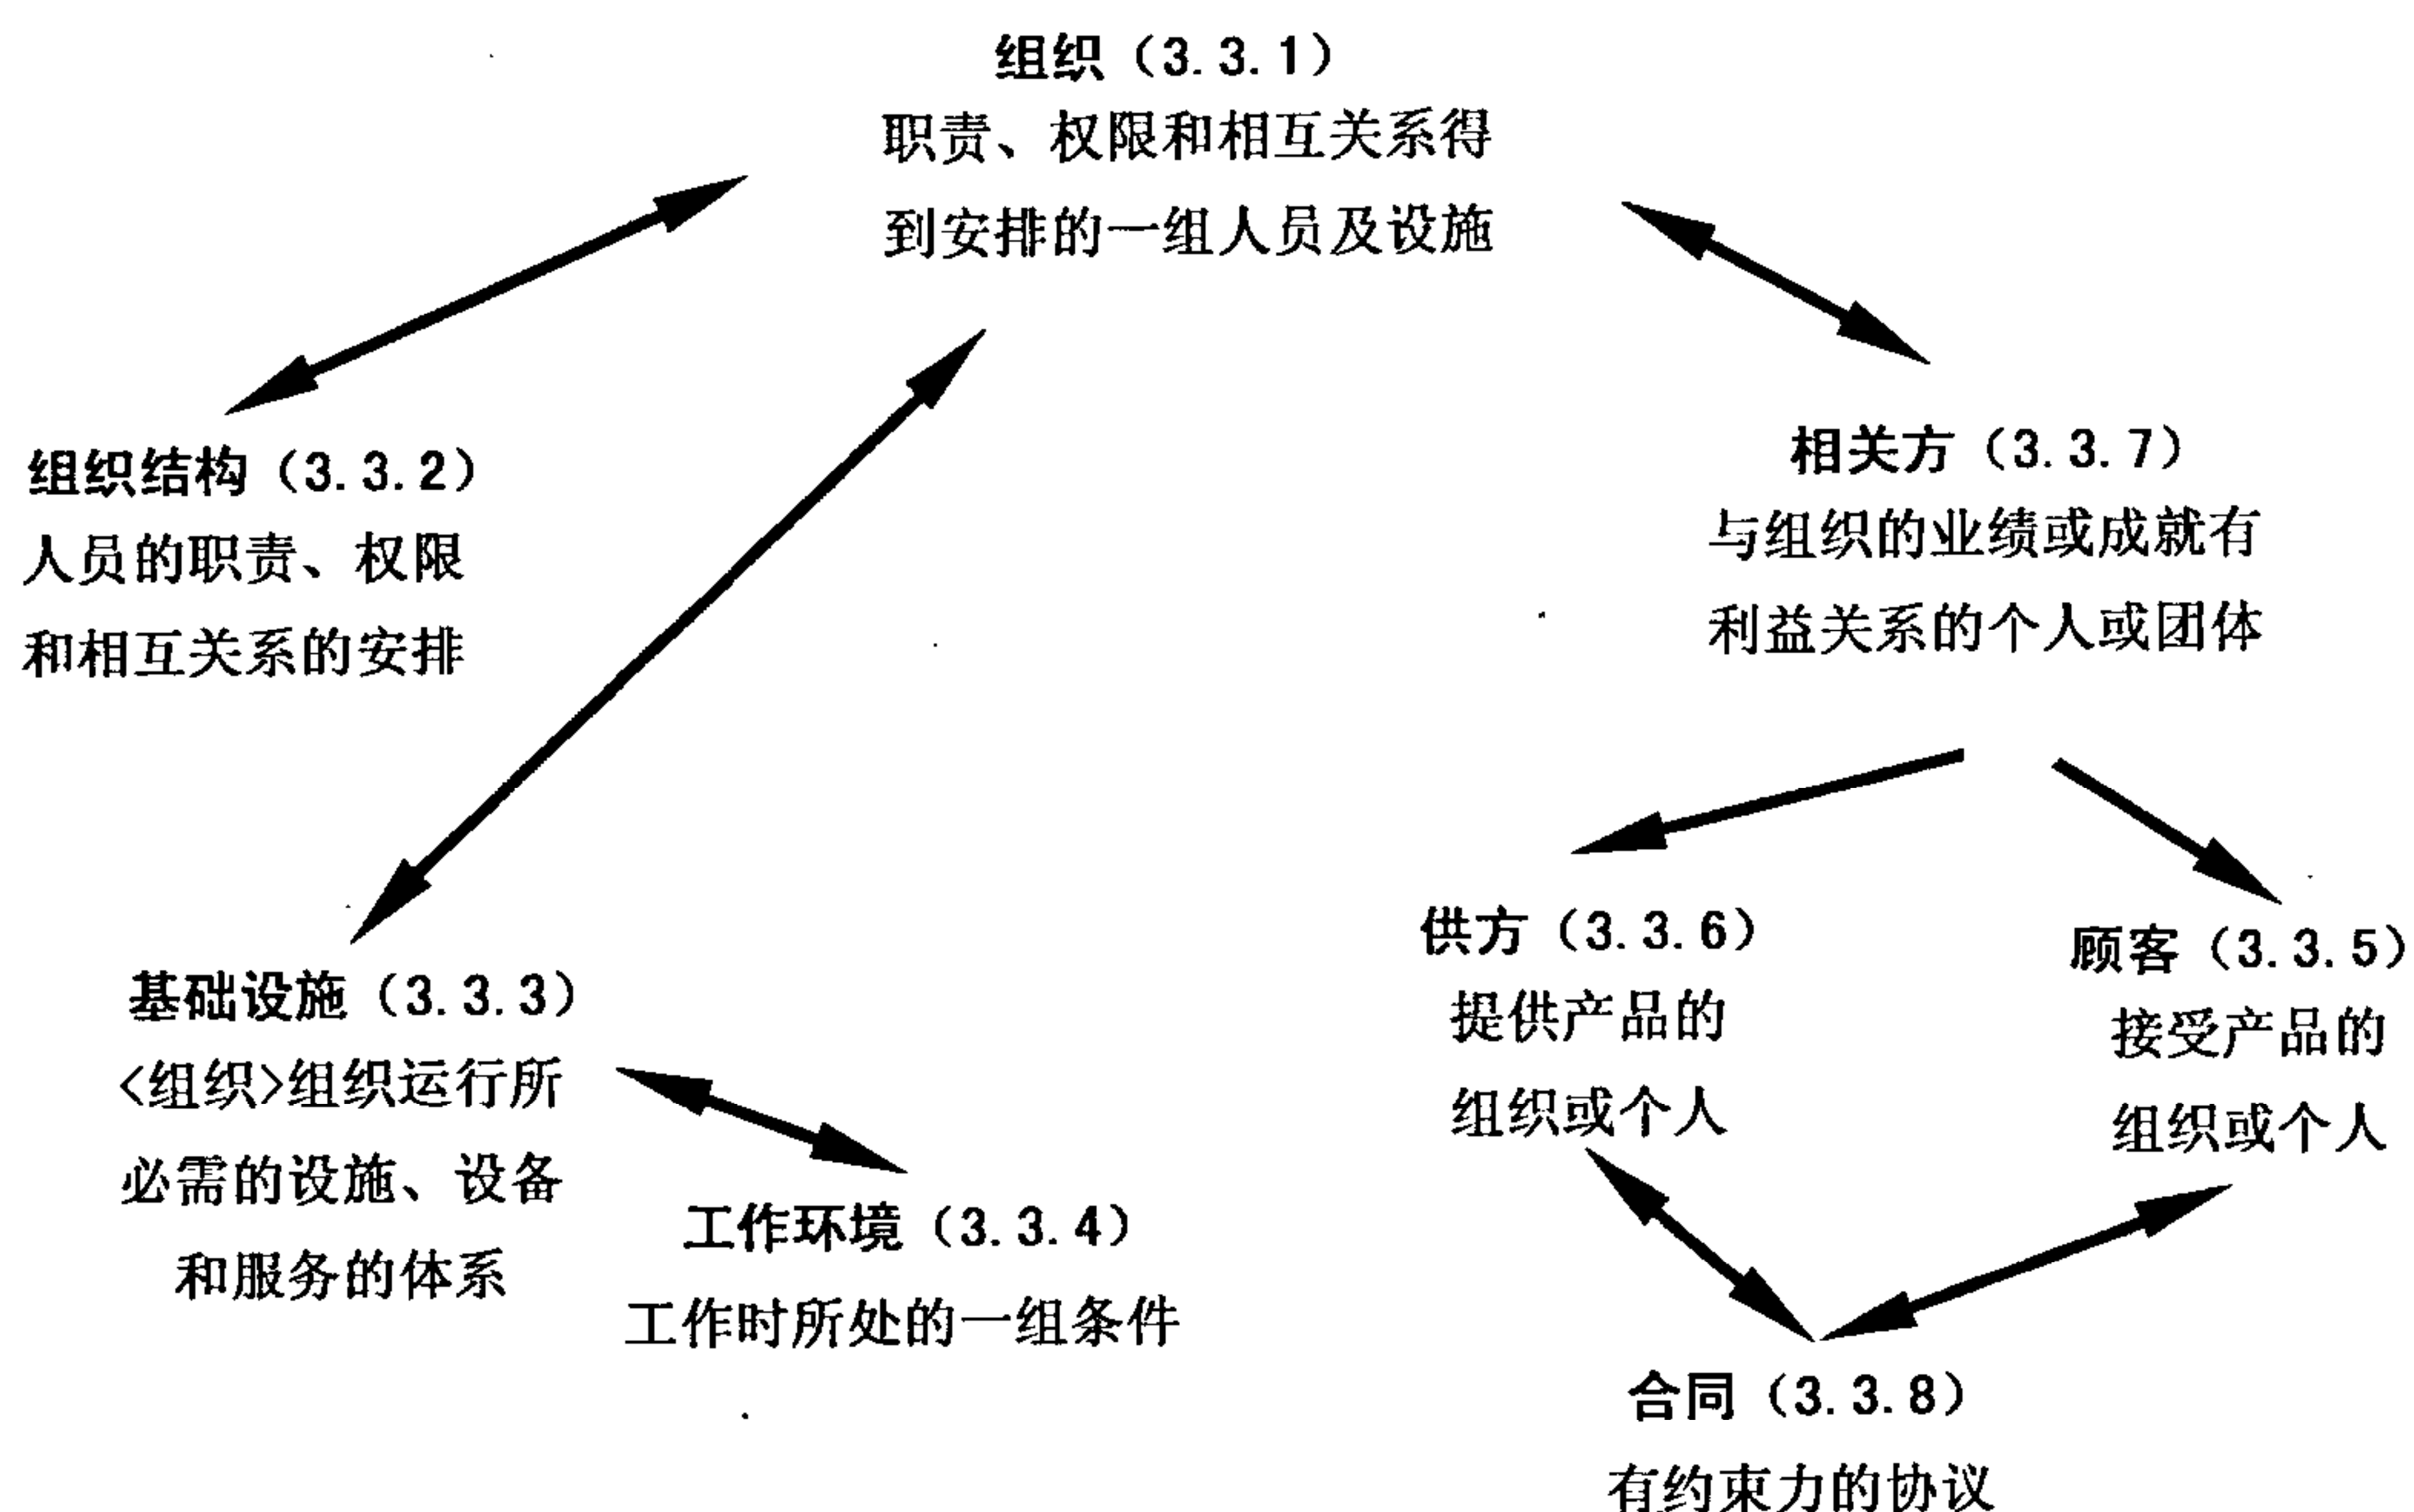 组织（3.3.1）
职责、权限和相互关系得
到安排的一组人员及设施
组织结构（3.3.2）
人员的职责、权限
和相互关系的安排
相关方（3.3.7）
与组织的业绩或成就有
利益关系的个人或团体
基础设施（3.3.3）
<组织>组织运行所
必需的设施、设备
和服务的体系
工作环境（3.3.4）
工作时所处的一组条件
供方（3.3.6）
提供产品的
组织或个人
顾客（3.3.5）
接受产品的
组织或个人
合同（3.3.8）
有约束力的协议